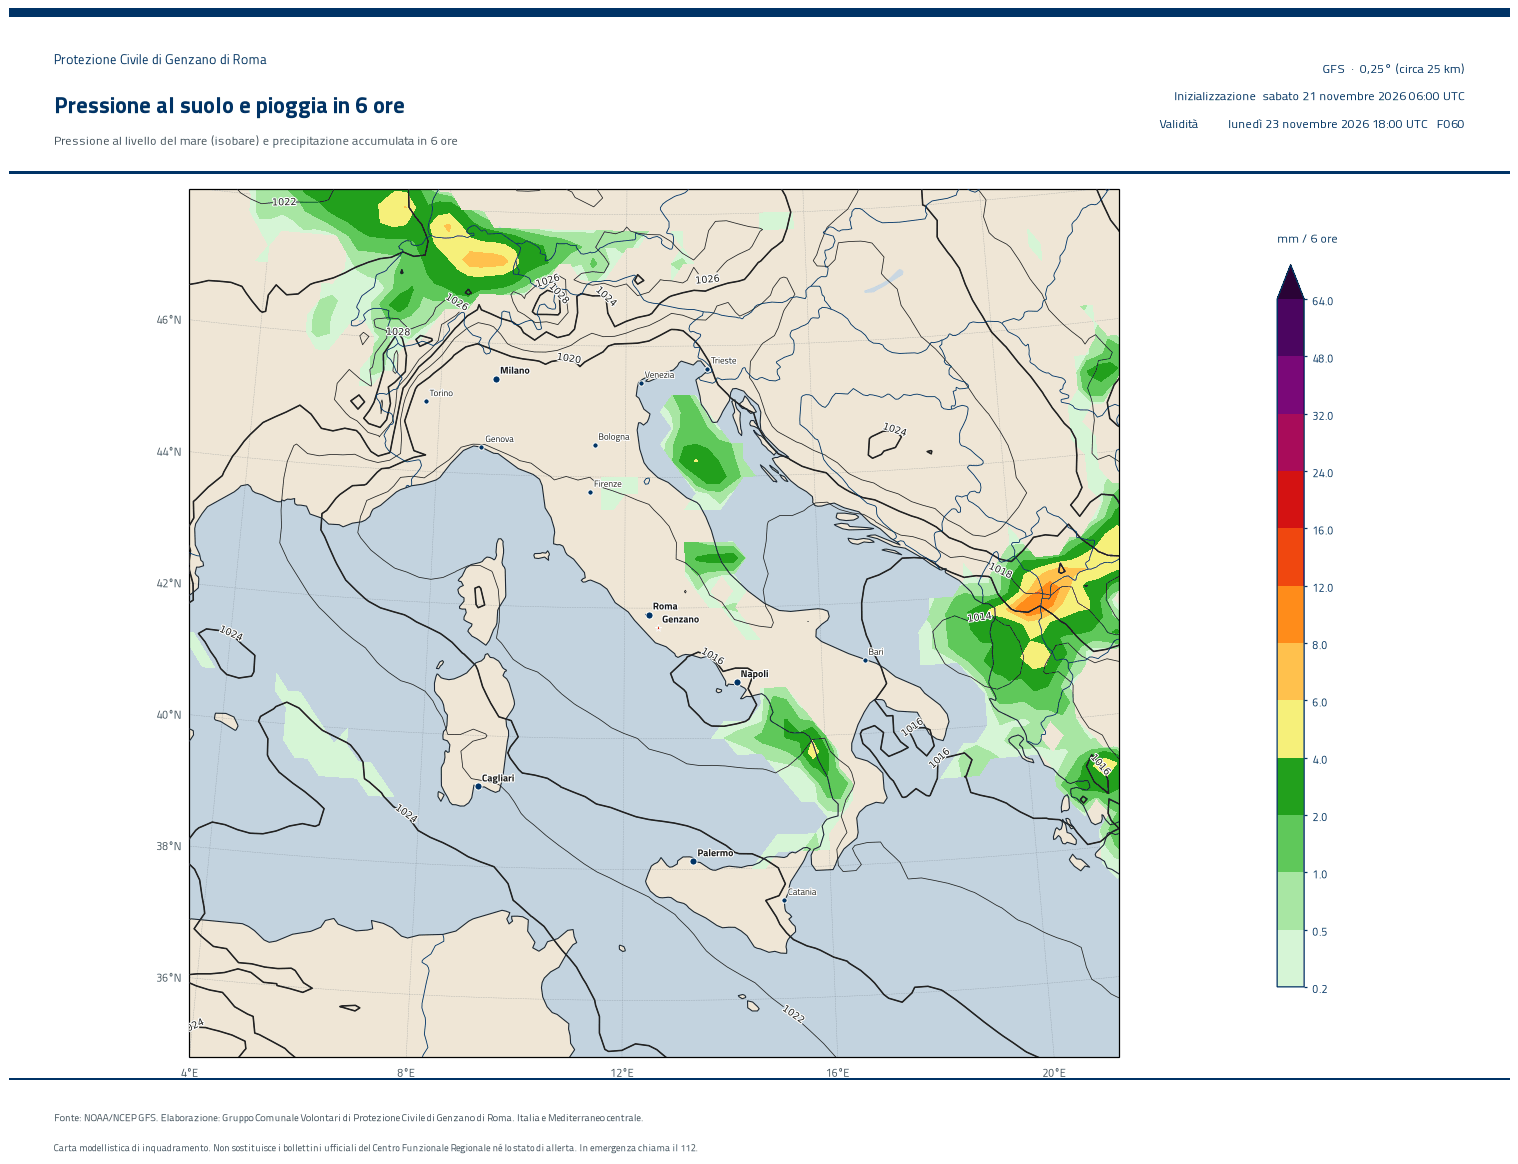 Protezione Civile di Genzano di Roma
Pressione al suolo e pioggia in 6 ore
Pressione al livello del mare (isobare) e precipitazione accumulata in 6 ore
GFS · 0,25° (circa 25 km)
Inizializzazione sabato 21 novembre 2026 06:00 UTC
Validità lunedì 23 novembre 2026 18:00 UTC F060
mm / 6 ore
64.0
48.0
32.0
24.0
16.0
12.0
8.0
6.0
4.0
2.0
1.0
0.5
0.2
46°N
44°N
42°N
40°N
38°N
36°N
4°E
8°E
12°E
16°E
20°E
1022
1026
1026
1028
1024
1026
1028
1020
Milano
Torino
Trieste
Venezia
Genova
Bologna
Firenze
1024
1018
1014
Roma
Genzano
1024
1016
Napoli
Bari
1016
1016
1016
Cagliari
1024
Palermo
Catania
1022
024
Fonte: NOAA/NCEP GFS. Elaborazione: Gruppo Comunale Volontari di Protezione Civile di Genzano di Roma. Italia e Mediterraneo centrale.
Carta modellistica di inquadramento. Non sostituisce i bollettini ufficiali del Centro Funzionale Regionale né lo stato di allerta. In emergenza chiama il 112.